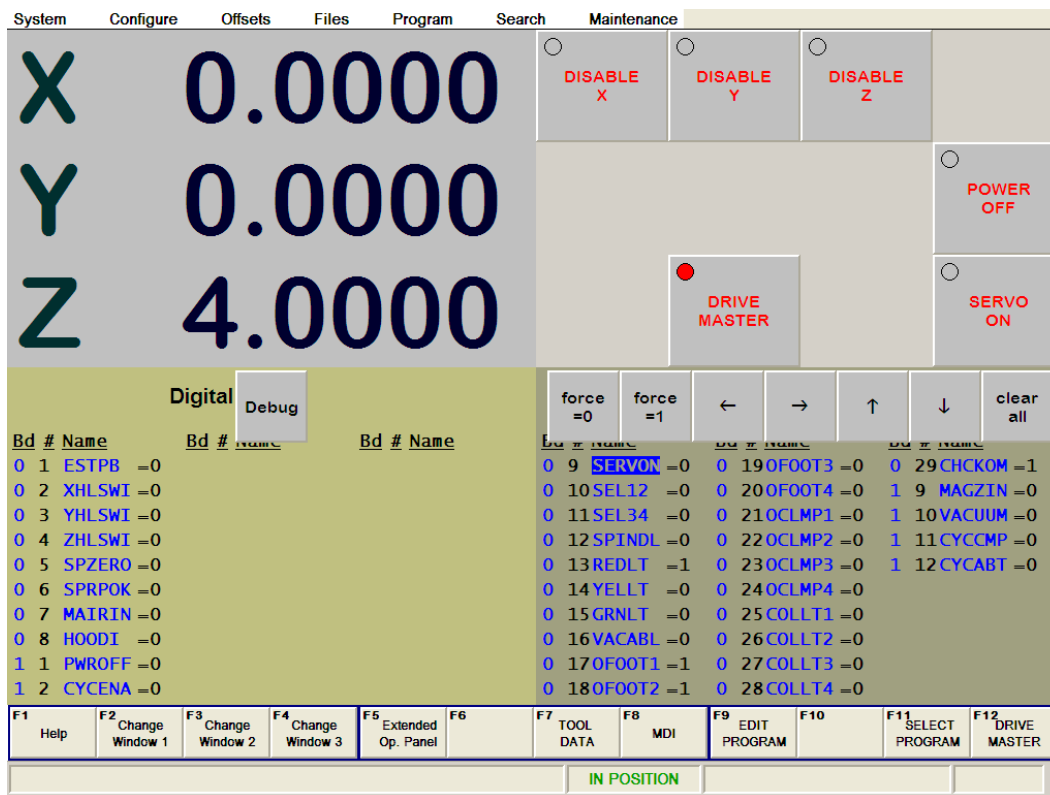 System Configure Offsets Files Program Search Maintenance
X 0.0000
Y 0.0000
Z 4.0000
DISABLE X
DISABLE Y
DISABLE Z
POWER OFF
DRIVE MASTER
SERVO ON
Digital
Debug
force =0
force =1
←
→
↑
↓
clear all
Bd # Name Bd # Name Bd # Name
0 1 ESTPB =0
0 2 XHLSWI =0
0 3 YHLSWI =0
0 4 ZHLSWI =0
0 5 SPZERO =0
0 6 SPRPOK =0
0 7 MAIRIN =0
0 8 HOODI =0
1 1 PWROFF =0
1 2 CYCENA =0
Bd # Name Bd # Name Bd # Name
0 9 SERVON =0 0 19 OFOOT3 =0 0 29 CHCKOM =1
0 10 SEL12 =0 0 20 OFOOT4 =0 1 9 MAGZIN =0
0 11 SEL34 =0 0 21 OCLMP1 =0 1 10 VACUUM =0
0 12 SPINDL =0 0 22 OCLMP2 =0 1 11 CYCCMP =0
0 13 REDLT =1 0 23 OCLMP3 =0 1 12 CYCABT =0
0 14 YELLT =0 0 24 OCLMP4 =0
0 15 GRNLT =0 0 25 COLLT1 =0
0 16 VACABL =0 0 26 COLLT2 =0
0 17 OFOOT1 =1 0 27 COLLT3 =0
0 18 OFOOT2 =1 0 28 COLLT4 =0
F1 Help
F2 Change Window 1
F3 Change Window 2
F4 Change Window 3
F5 Extended Op. Panel
F6
F7 TOOL DATA
F8 MDI
F9 EDIT PROGRAM
F10
F11 SELECT PROGRAM
F12 DRIVE MASTER
IN POSITION